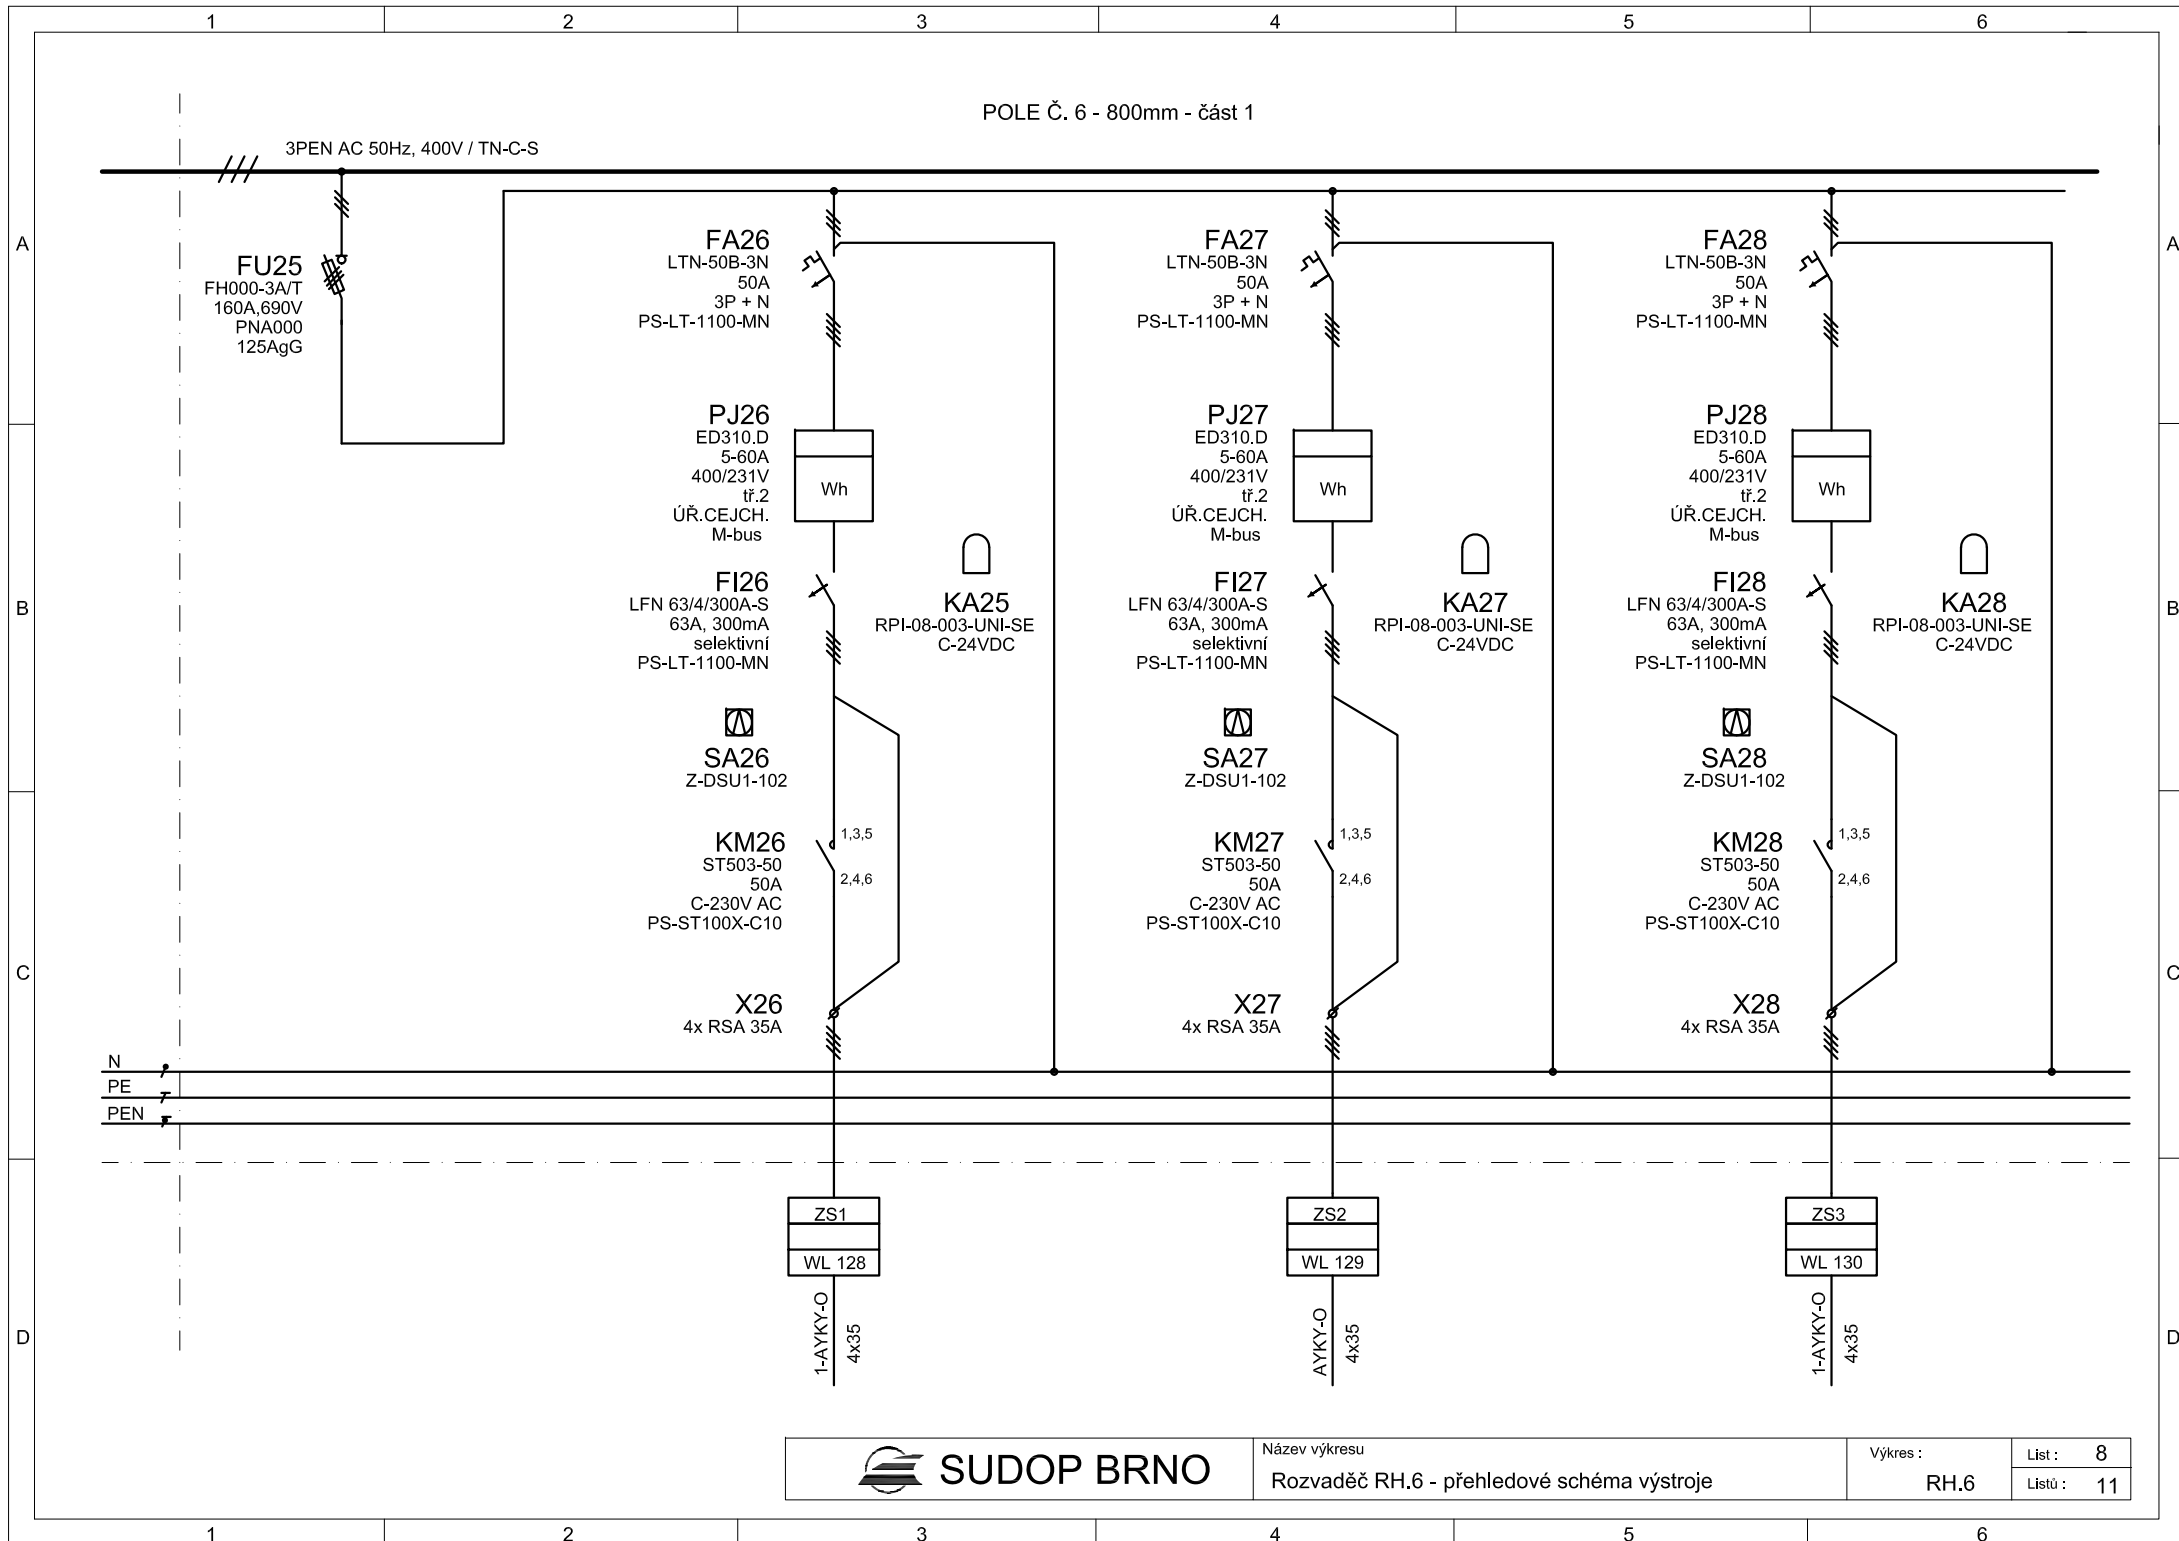 1 2 3 4 5 6
POLE Č. 6 - 800mm - část 1
3PEN AC 50Hz, 400V / TN-C-S
A
A
FU25
FH000-3A/T
160A,690V
PNA000
125AgG
FA26
LTN-50B-3N
50A
3P + N
PS-LT-1100-MN
FA27
LTN-50B-3N
50A
3P + N
PS-LT-1100-MN
FA28
LTN-50B-3N
50A
3P + N
PS-LT-1100-MN
PJ26
ED310.D
5-60A
400/231V
tř.2
ÚŘ.CEJCH.
M-bus
Wh
PJ27
ED310.D
5-60A
400/231V
tř.2
ÚŘ.CEJCH.
M-bus
Wh
PJ28
ED310.D
5-60A
400/231V
tř.2
ÚŘ.CEJCH.
M-bus
Wh
B
B
FI26
LFN 63/4/300A-S
63A, 300mA
selektivní
PS-LT-1100-MN
KA25
RPI-08-003-UNI-SE
C-24VDC
FI27
LFN 63/4/300A-S
63A, 300mA
selektivní
PS-LT-1100-MN
KA27
RPI-08-003-UNI-SE
C-24VDC
FI28
LFN 63/4/300A-S
63A, 300mA
selektivní
PS-LT-1100-MN
KA28
RPI-08-003-UNI-SE
C-24VDC
SA26
Z-DSU1-102
SA27
Z-DSU1-102
SA28
Z-DSU1-102
KM26
ST503-50
50A
C-230V AC
PS-ST100X-C10
1,3,5
2,4,6
KM27
ST503-50
50A
C-230V AC
PS-ST100X-C10
1,3,5
2,4,6
KM28
ST503-50
50A
C-230V AC
PS-ST100X-C10
1,3,5
2,4,6
C
C
X26
4x RSA 35A
X27
4x RSA 35A
X28
4x RSA 35A
N
PE
PEN
ZS1
WL 128
1-AYKY-O
4x35
ZS2
WL 129
AYKY-O
4x35
ZS3
WL 130
1-AYKY-O
4x35
D
D
SUDOP BRNO
Název výkresu
Rozvaděč RH.6 - přehledové schéma výstroje
Výkres :
RH.6
List : 8
Listů : 11
1 2 3 4 5 6